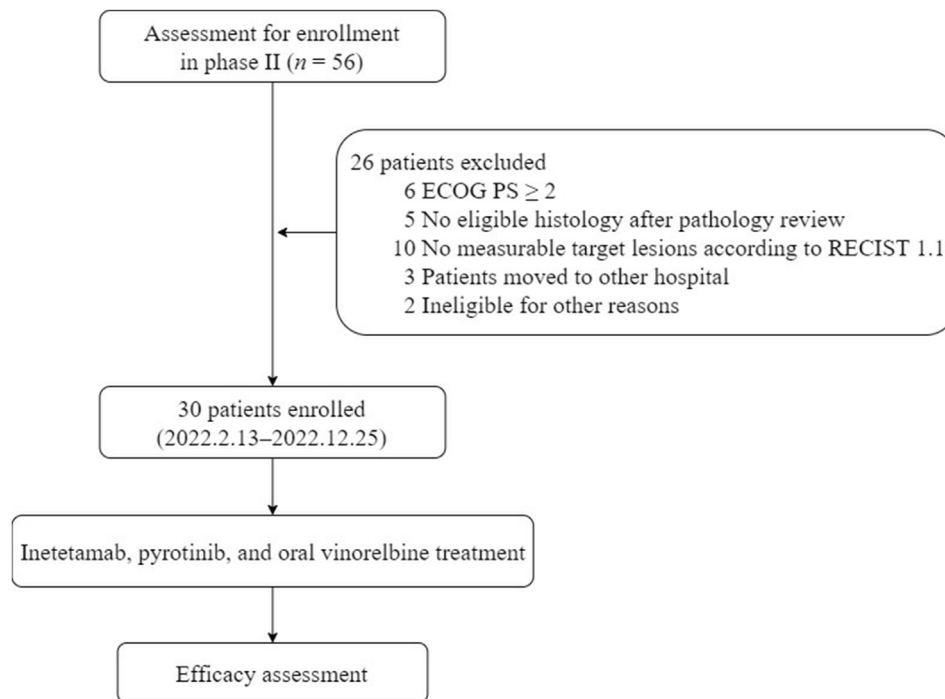 Assessment for enrollment
in phase II (n = 56)
26 patients excluded
6 ECOG PS ≥ 2
5 No eligible histology after pathology review
10 No measurable target lesions according to RECIST 1.1
3 Patients moved to other hospital
2 Ineligible for other reasons
30 patients enrolled
(2022.2.13–2022.12.25)
Inetetamab, pyrotinib, and oral vinorelbine treatment
Efficacy assessment